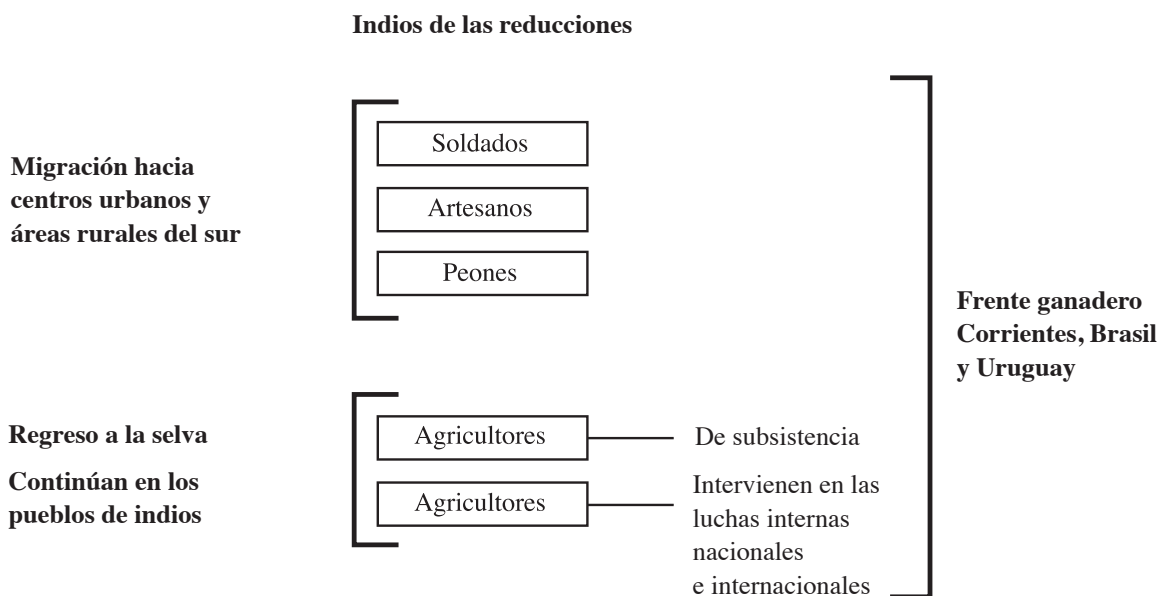 Indios de las reducciones
Migración hacia
centros urbanos y
áreas rurales del sur
Soldados
Artesanos
Peones
Frente ganadero
Corrientes, Brasil
y Uruguay
Regreso a la selva
Agricultores
De subsistencia
Continúan en los
pueblos de indios
Agricultores
Intervienen en las
luchas internas
nacionales
e internacionales